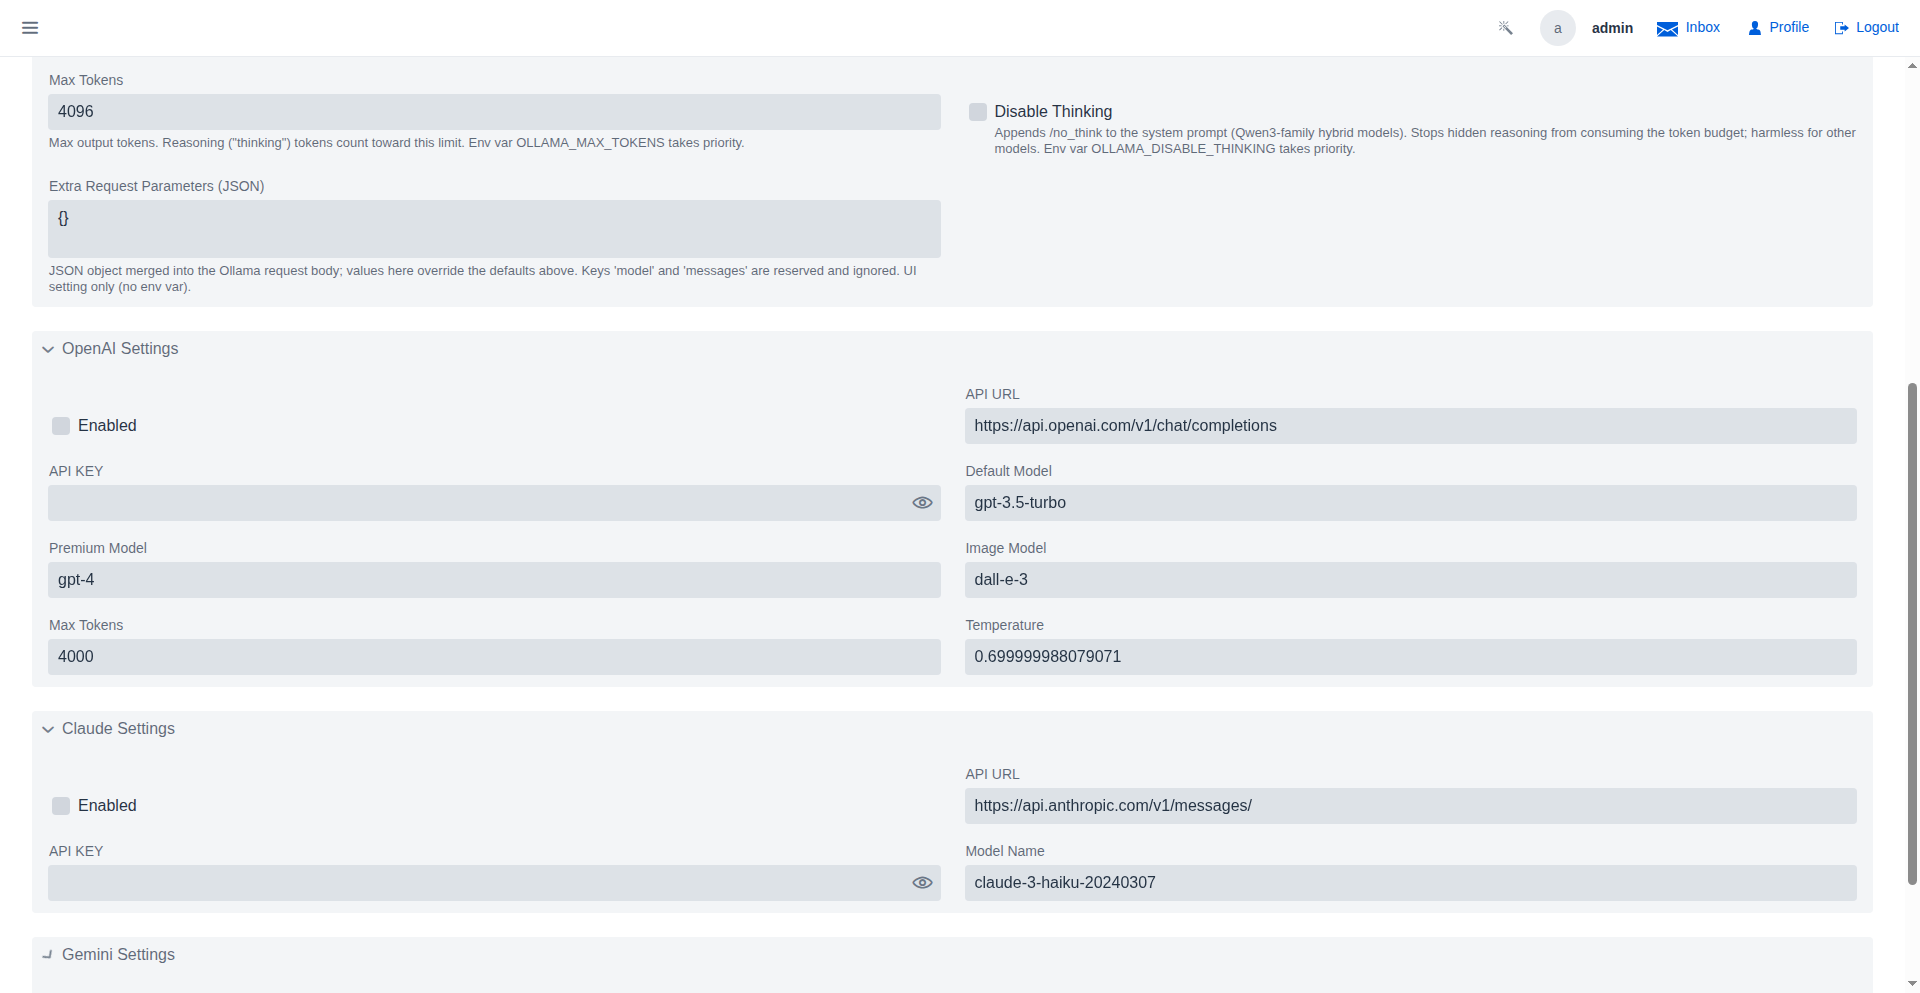 a
admin
Inbox
Profile
Logout
Max Tokens
4096
Max output tokens. Reasoning ("thinking") tokens count toward this limit. Env var OLLAMA_MAX_TOKENS takes priority.
Disable Thinking
Appends /no_think to the system prompt (Qwen3-family hybrid models). Stops hidden reasoning from consuming the token budget; harmless for other
models. Env var OLLAMA_DISABLE_THINKING takes priority.
Extra Request Parameters (JSON)
{}
JSON object merged into the Ollama request body; values here override the defaults above. Keys 'model' and 'messages' are reserved and ignored. UI
setting only (no env var).
OpenAI Settings
Enabled
API URL
https://api.openai.com/v1/chat/completions
API KEY
Default Model
gpt-3.5-turbo
Premium Model
gpt-4
Image Model
dall-e-3
Max Tokens
4000
Temperature
0.699999988079071
Claude Settings
Enabled
API URL
https://api.anthropic.com/v1/messages/
API KEY
Model Name
claude-3-haiku-20240307
Gemini Settings